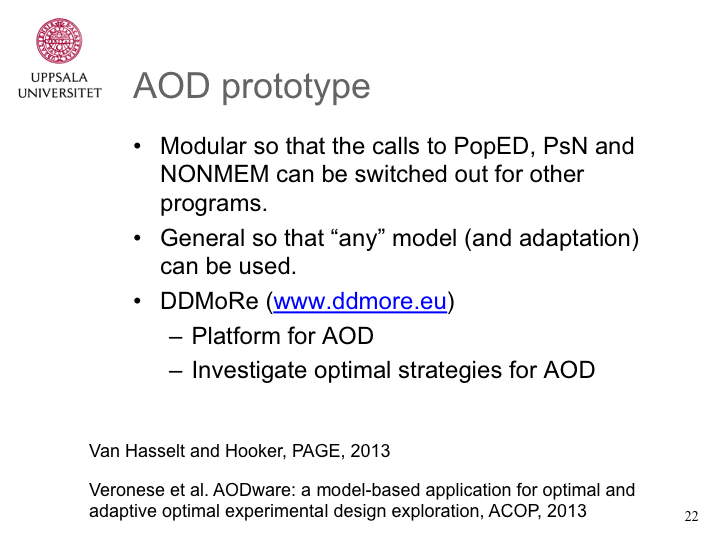 UPPSALA
UNIVERSITET
AOD prototype
• Modular so that the calls to PopED, PsN and
NONMEM can be switched out for other
programs.
• General so that “any” model (and adaptation)
can be used.
• DDMoRe (www.ddmore.eu)
– Platform for AOD
– Investigate optimal strategies for AOD
Van Hasselt and Hooker, PAGE, 2013
Veronese et al. AODware: a model-based application for optimal and
adaptive optimal experimental design exploration, ACOP, 2013
22